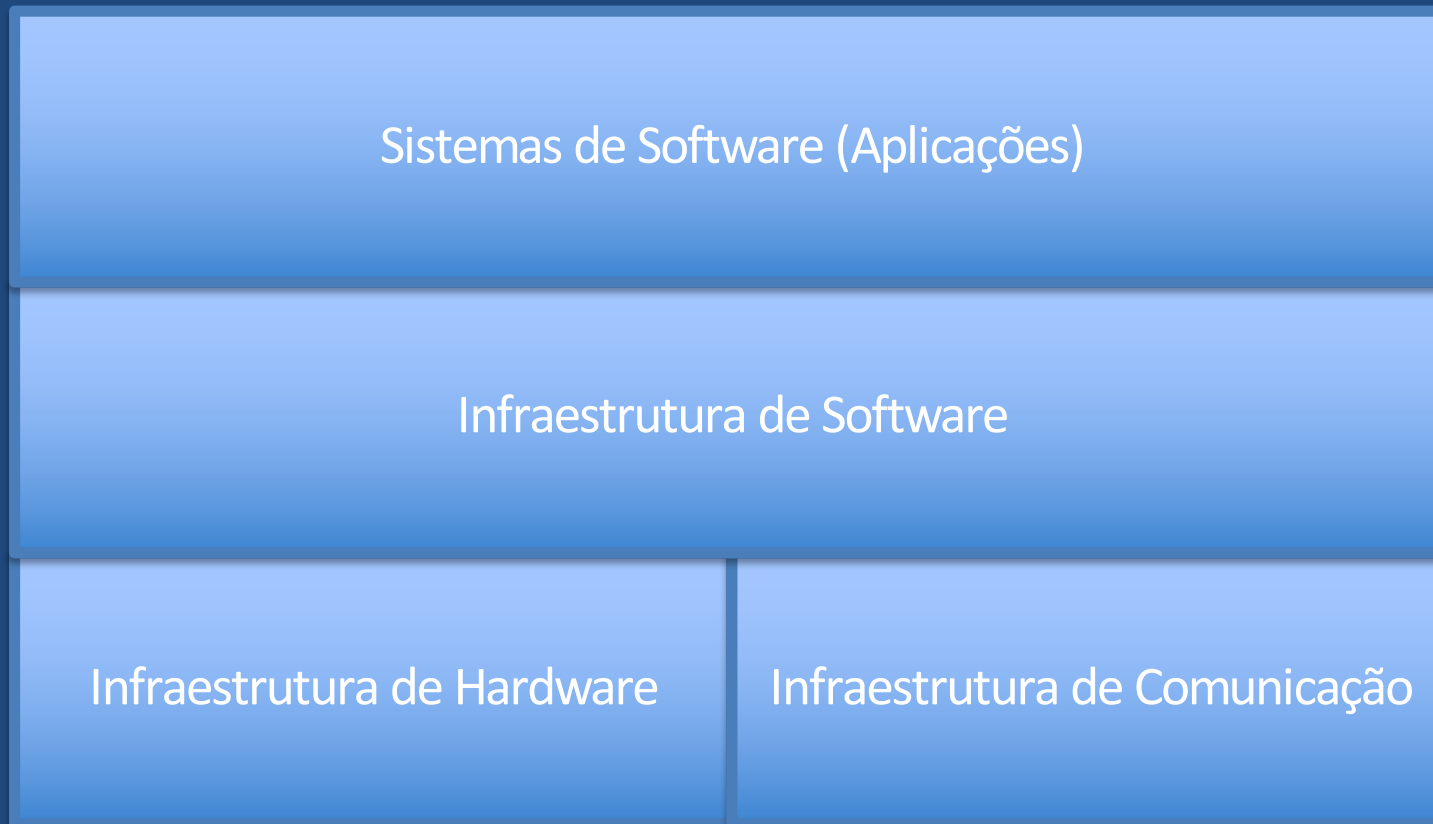 Sistemas de Software (Aplicações)
Infraestrutura de Software
Infraestrutura de Hardware
Infraestrutura de Comunicação